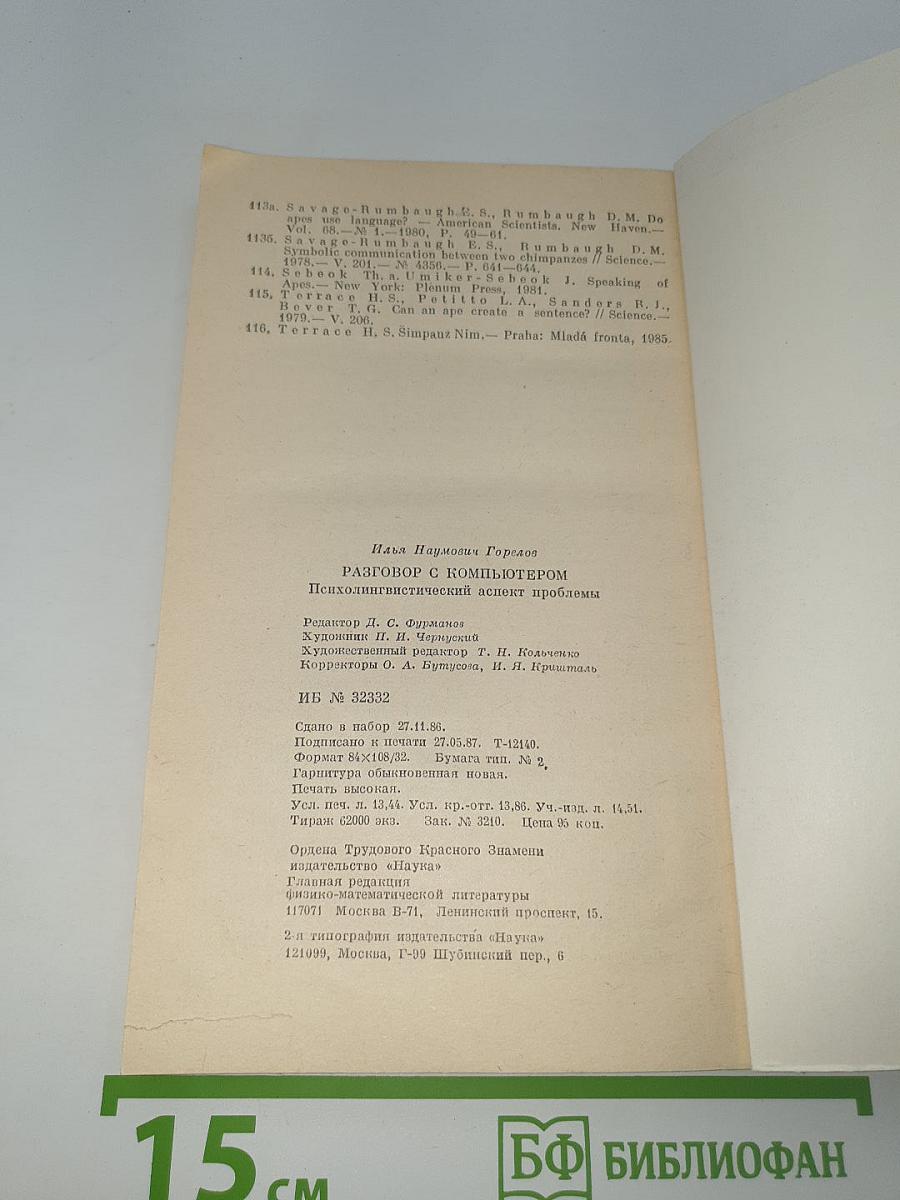 113а. Savage-Rumbaugh E. S., Rumbaugh D. M. Do
apes use language? — American Scientists. New Haven.—
Vol. 68.— № 1.—1980, P. 49—61.
113б. Savage-Rumbaugh E. S., Rumbaugh D. M.
Symbolic communication between two chimpanzes // Science.—
1978.— V. 201.— № 4356.— P. 641—644.
114. Sebeok Th. a. Umiker-Sebeok J. Speaking of
Apes.— New York: Plenum Press, 1981.
115. Terrace H. S., Petitto L. A., Sanders R. J.,
Bever T. G. Can an ape create a sentence? // Science.—
1979.— V. 206.
116. Terrace H. S. Šimpanz Nim.— Praha: Mladá fronta, 1985.
Илья Наумович Горелов
РАЗГОВОР С КОМПЬЮТЕРОМ
Психолингвистический аспект проблемы
Редактор Д. С. Фурманов
Художник П. И. Чернуский
Художественный редактор Т. Н. Кольченко
Корректоры О. А. Бутусова, И. Я. Кришталь
ИБ № 32332
Сдано в набор 27.11.86.
Подписано к печати 27.05.87. Т-12140.
Формат 84×108/32. Бумага тип. № 2.
Гарнитура обыкновенная новая.
Печать высокая.
Усл. печ. л. 13,44. Усл. кр.-отт. 13,86. Уч.-изд. л. 14,51.
Тираж 62000 экз. Зак. № 3210. Цена 95 коп.
Ордена Трудового Красного Знамени
издательство «Наука»
Главная редакция
физико-математической литературы
117071 Москва В-71, Ленинский проспект, 15.
2-я типография издательства «Наука»
121099, Москва, Г-99 Шубинский пер., 6
15 см
БФ БИБЛИОФАН